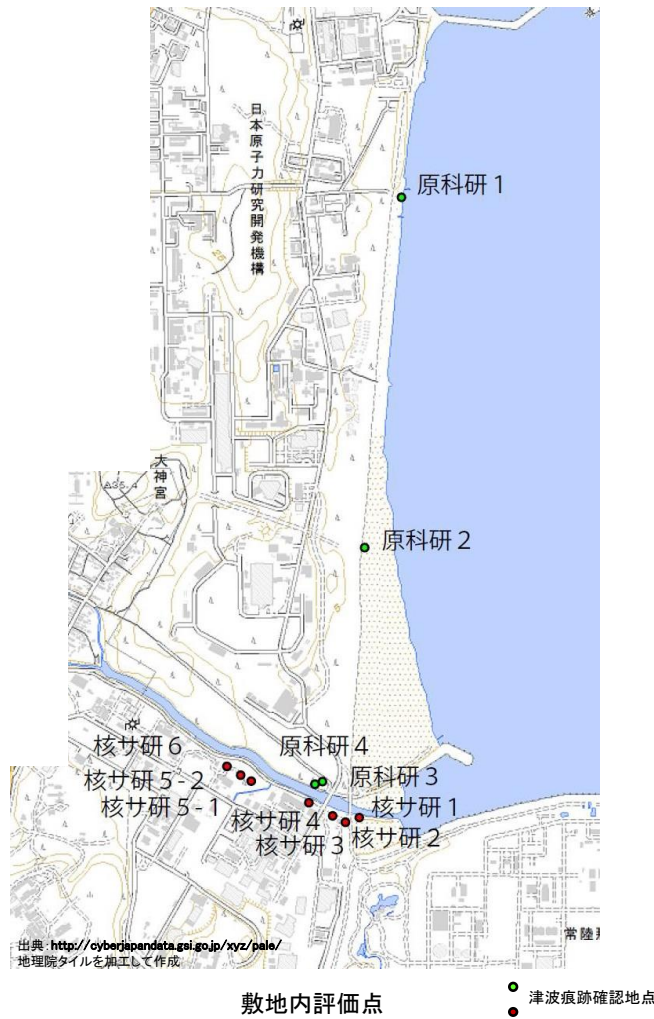 日本原子力研究開発機構
原科研1
大神宮
△35.4
原科研2
核サ研6
原科研4
核サ研5-2
原科研3
核サ研5-1
核サ研1
核サ研4
核サ研2
核サ研3
出典：http://cyberjapandata.gsi.go.jp/xyz/pale/
地理院タイルを加工して作成
常陸
敷地内評価点
津波痕跡確認地点